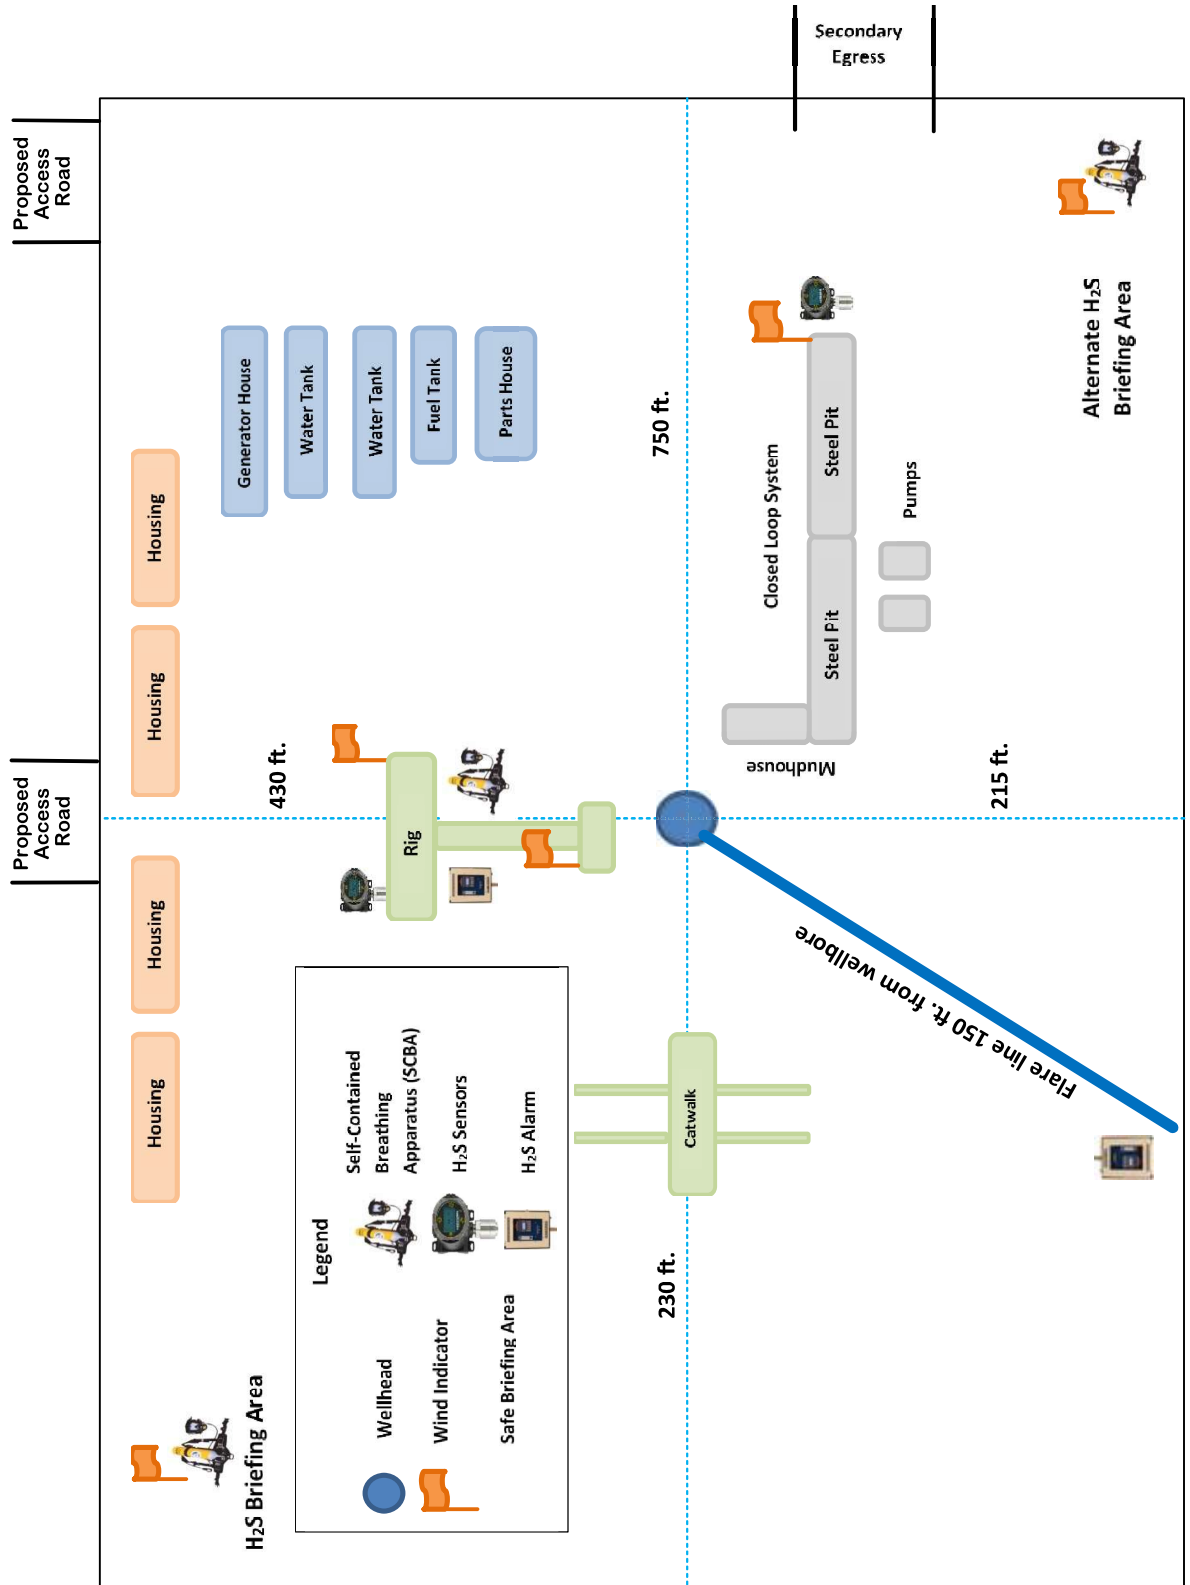 Secondary
Egress
Proposed
Access
Road
Proposed
Access
Road
Housing
Housing
Housing
Housing
Generator House
Water Tank
Water Tank
Fuel Tank
Parts House
430 ft.
750 ft.
230 ft.
215 ft.
Rig
Closed Loop System
Steel Pit
Steel Pit
Pumps
Mudhouse
Alternate H₂S
Briefing Area
Catwalk
Flare line 150 ft. from wellbore
H₂S Briefing Area
Legend
Wellhead
Wind Indicator
Safe Briefing Area
Self-Contained
Breathing
Apparatus (SCBA)
H₂S Sensors
H₂S Alarm